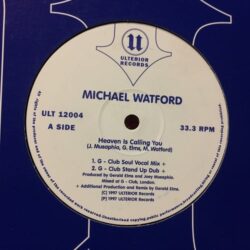 ULTERIOR
RECORDS
MICHAEL WATFORD
ULT 12004
A SIDE
33.3 RPM
Heaven Is Calling You
(J. Musaphia, G. Elms, M. Watford)
1. G - Club Soul Vocal Mix +
2. G - Club Stand Up Dub +
Produced by Gerald Elms and Joey Musaphia.
Mixed at G - Club, London.
+ Additional Production and Remix by Gerald Elms.
(C) 1997 ULTERIOR Records
(P) 1997 ULTERIOR Records